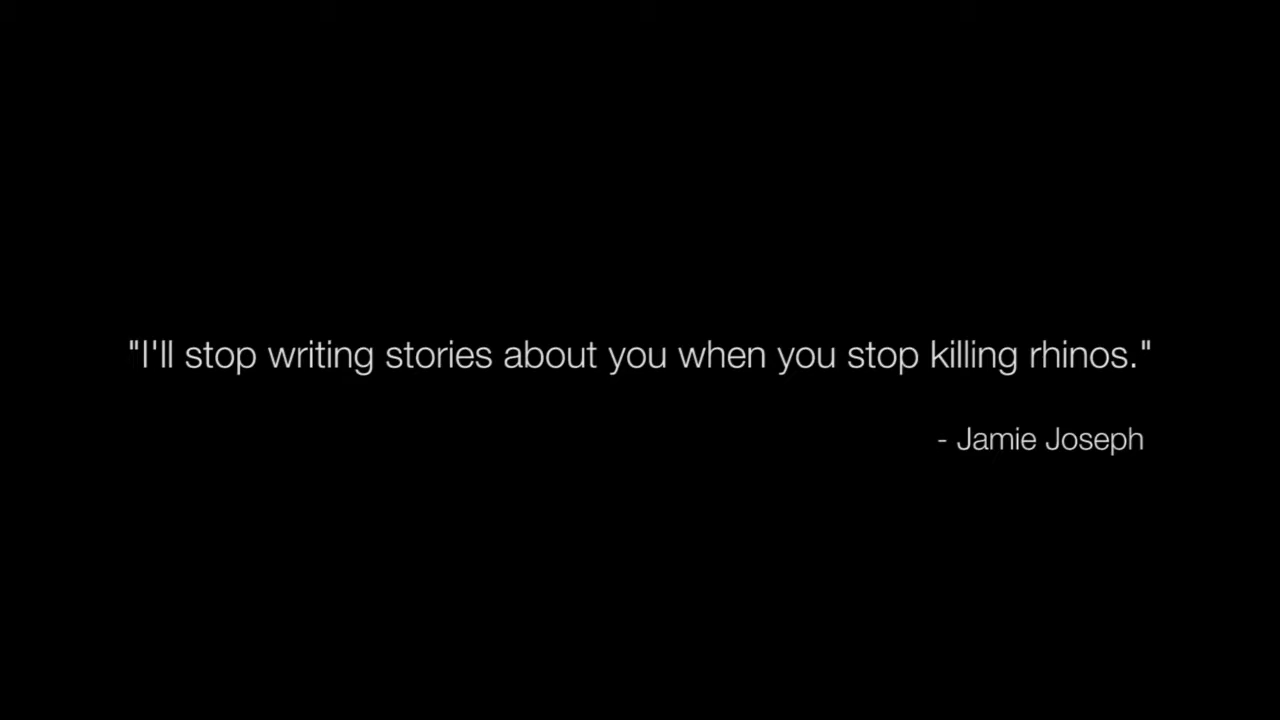 "I'll stop writing stories about you when you stop killing rhinos."
- Jamie Joseph